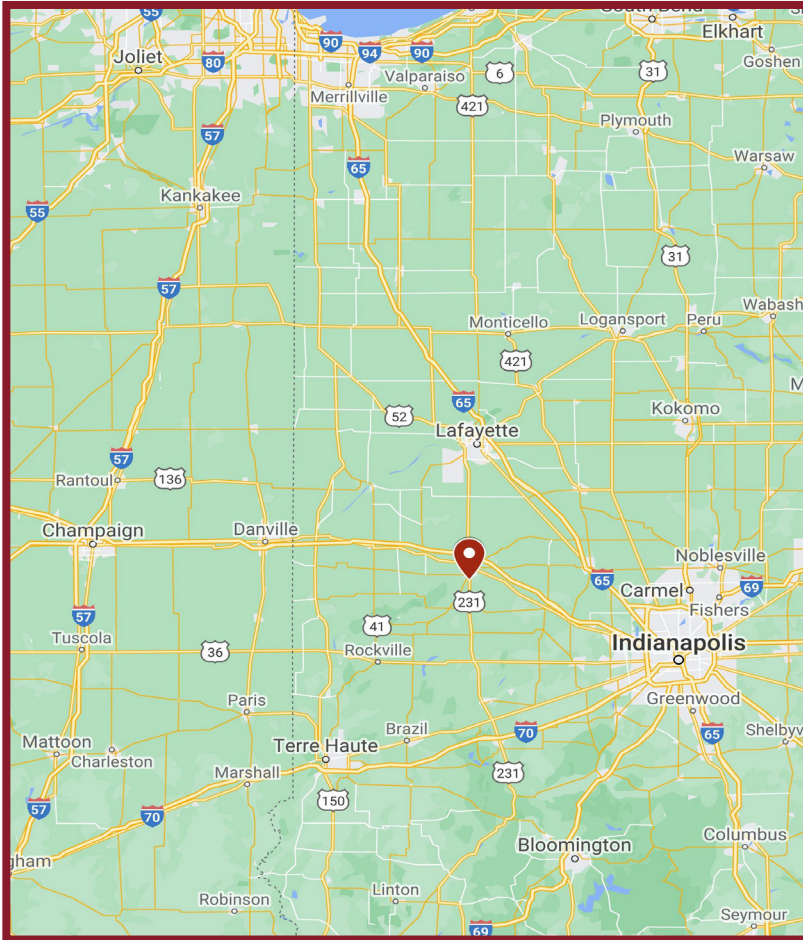 55
South Bend
Elkhart
Joliet
90
94
90
Goshen
80
6
31
Valparaiso
Merrillville
421
Plymouth
57
Warsaw
65
Kankakee
55
31
57
Wabash
Monticello
Logansport
Peru
421
65
52
Kokomo
Lafayette
57
Rantoul
136
Champaign
Danville
Noblesville
65
Carmel
69
231
Fishers
57
41
Tuscola
36
Rockville
Indianapolis
Paris
Greenwood
Brazil
70
65
Shelbyv
Mattoon
Terre Haute
Charleston
Marshall
231
150
57
70
Columbus
Bloomington
gham
Linton
Robinson
69
Seymour